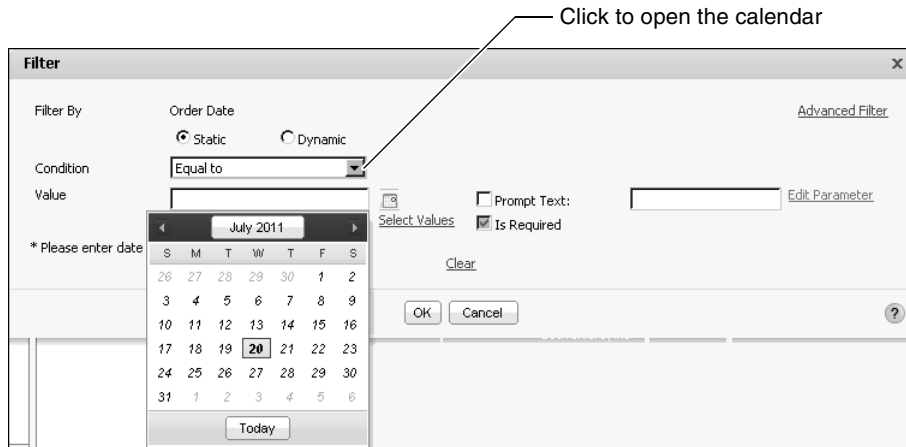 Click to open the calendar
Filter x
Filter By Order Date Advanced Filter
Static Dynamic
Condition Equal to
Value Prompt Text: Edit Parameter
Select Values Is Required
July 2011
* Please enter date
Clear
S M T W T F S
26 27 28 29 30 1 2
3 4 5 6 7 8 9
10 11 12 13 14 15 16
17 18 19 20 21 22 23
24 25 26 27 28 29 30
31 1 2 3 4 5 6
Today
OK Cancel ?